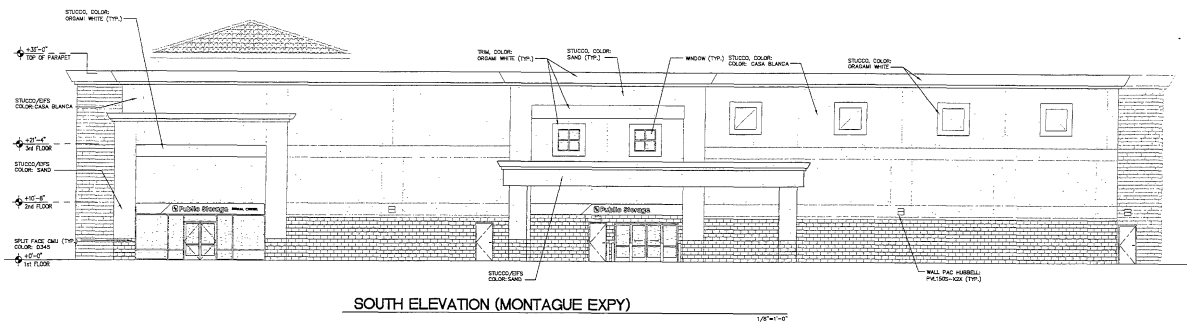 STUCCO, COLOR:
ORGAMI WHITE (TYP.)
+35'-0"
TOP OF PARAPET
TRIM, COLOR:
ORGAMI WHITE (TYP.)
STUCCO, COLOR:
SAND (TYP.)
WINDOW (TYP.)
STUCCO, COLOR:
COLOR: CASA BLANCA
STUCCO, COLOR:
ORAGAMI WHITE
STUCCO/EIFS
COLOR: CASA BLANCA
+21'-4"
3rd FLOOR
STUCCO/EIFS
COLOR: SAND
+10'-8"
2nd FLOOR
Public Storage
Public Storage
SPLIT FACE CMU (TYP.)
COLOR: D345
+0'-0"
1st FLOOR
STUCCO/EIFS
COLOR: SAND
WALL PAC HUBBELL:
SOUTH ELEVATION (MONTAGUE EXPY)
1/8"=1'-0"